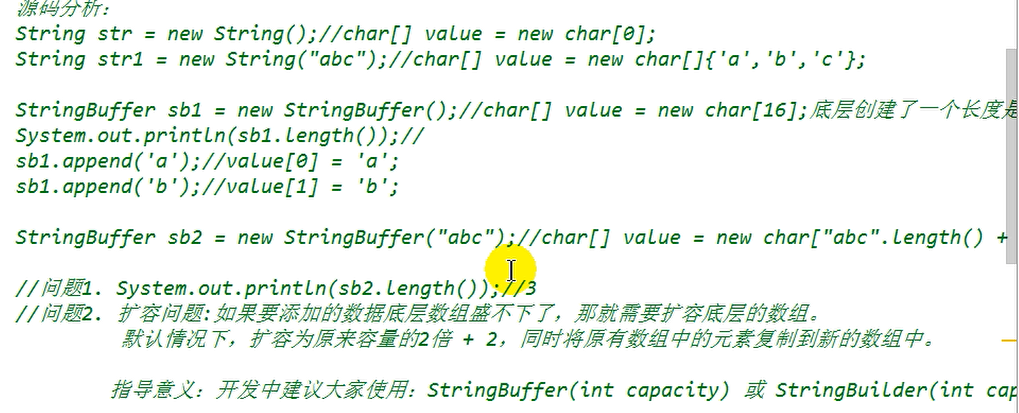 源码分析：
String str = new String();//char[] value = new char[0];
String str1 = new String("abc");//char[] value = new char[]{'a','b','c'};
StringBuffer sb1 = new StringBuffer();//char[] value = new char[16];底层创建了一个长度是
System.out.println(sb1.length());//
sb1.append('a');//value[0] = 'a';
sb1.append('b');//value[1] = 'b';
StringBuffer sb2 = new StringBuffer("abc");//char[] value = new char["abc".length() +
//问题1. System.out.println(sb2.length());//3
//问题2. 扩容问题:如果要添加的数据底层数组盛不下了，那就需要扩容底层的数组。
默认情况下，扩容为原来容量的2倍 + 2，同时将原有数组中的元素复制到新的数组中。
指导意义：开发中建议大家使用：StringBuffer(int capacity) 或 StringBuilder(int cap